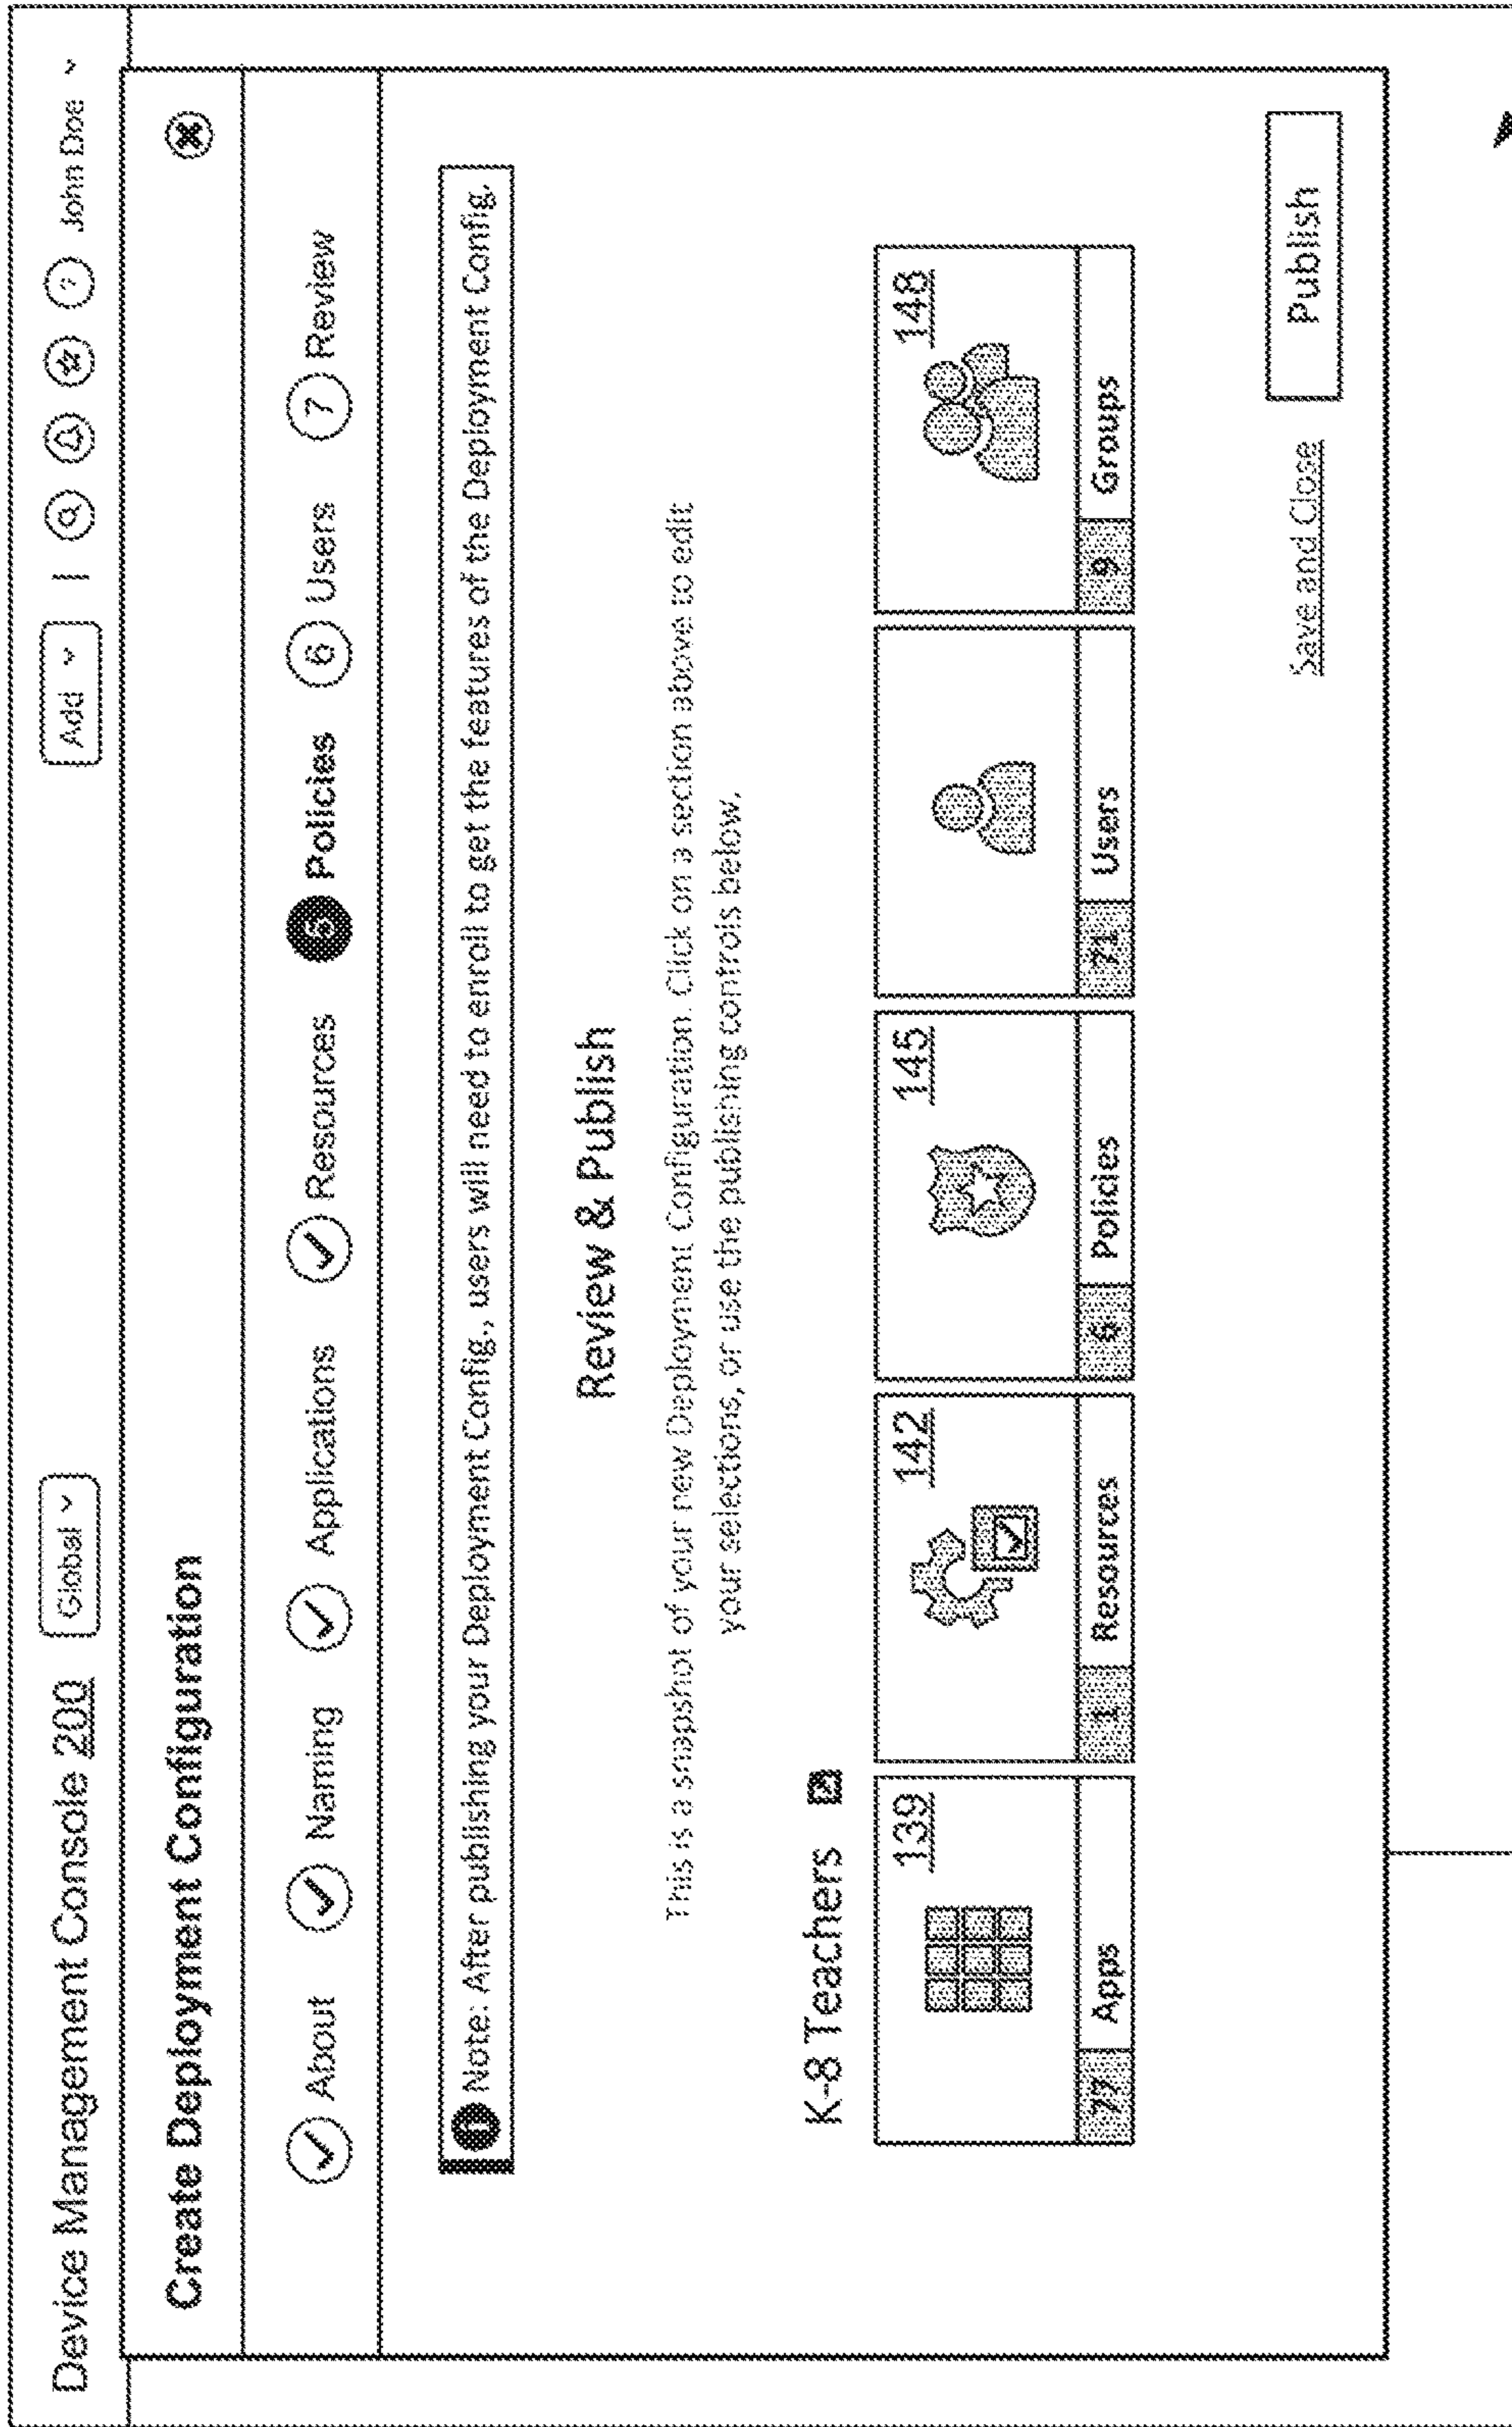 Device Management Console 200 Global Add John Doe
Create Deployment Configuration
About Naming Applications Resources 5 Policies 6 Users 7 Review
Note: After publishing your Deployment Config., users will need to enroll to get the features of the Deployment Config.
Review & Publish
This is a snapshot of your new Deployment Configuration. Click on a section above to edit
your selections, or use the publishing controls below.
K-8 Teachers
139 142 145 148
77 Apps 1 Resources 6 Policies 71 Users 9 Groups
Save and Close Publish